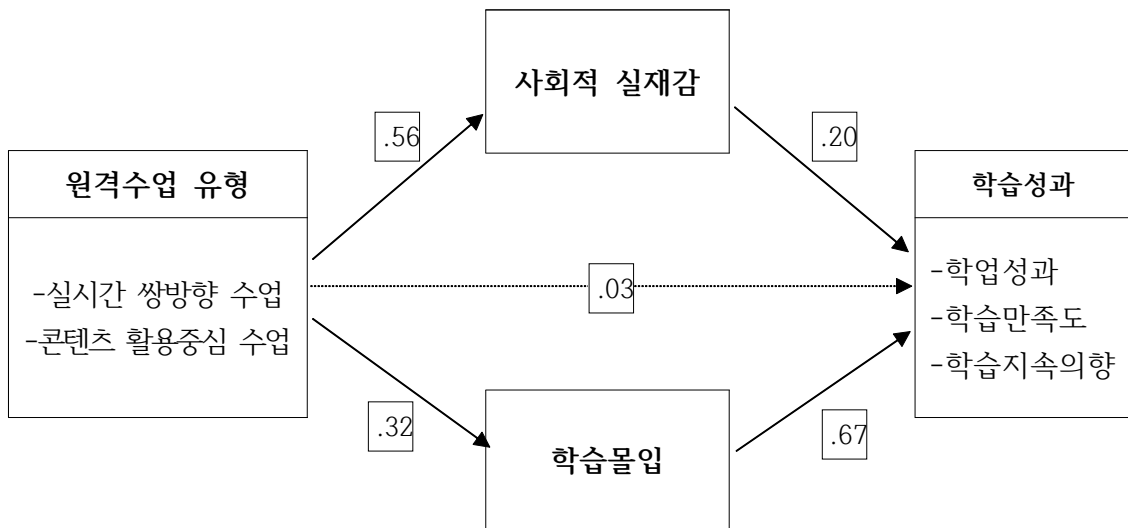 사회적 실재감
.56
.20
원격수업 유형
-실시간 쌍방향 수업
-콘텐츠 활용중심 수업
.03
학습성과
-학업성과
-학습만족도
-학습지속의향
.32
.67
학습몰입